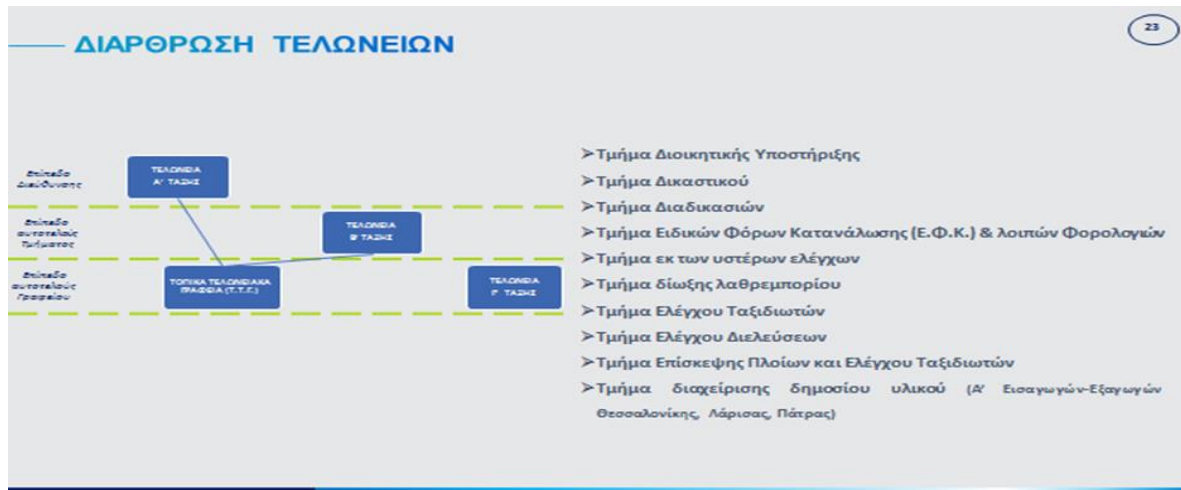 23
ΔΙΑΡΘΡΩΣΗ ΤΕΛΩΝΕΙΩΝ
Επίπεδο
Διεύθυνσης
ΤΕΛΩΝΕΙΑ
Α' ΤΑΞΗΣ
Επίπεδο
αυτοτελούς
Τμήματος
ΤΕΛΩΝΕΙΑ
Β' ΤΑΞΗΣ
Επίπεδο
αυτοτελούς
Γραφείου
ΤΟΠΙΚΑ ΤΕΛΩΝΕΙΑΚΑ
ΓΡΑΦΕΙΑ (Τ.Τ.Γ.)
ΤΕΛΩΝΕΙΑ
Γ' ΤΑΞΗΣ
➢Τμήμα Διοικητικής Υποστήριξης
➢Τμήμα Δικαστικού
➢Τμήμα Διαδικασιών
➢Τμήμα Ειδικών Φόρων Κατανάλωσης (Ε.Φ.Κ.) & λοιπών Φορολογιών
➢Τμήμα εκ των υστέρων ελέγχων
➢Τμήμα δίωξης λαθρεμπορίου
➢Τμήμα Ελέγχου Ταξιδιωτών
➢Τμήμα Ελέγχου Διελεύσεων
➢Τμήμα Επίσκεψης Πλοίων και Ελέγχου Ταξιδιωτών
➢Τμήμα διαχείρισης δημοσίου υλικού (Α' Εισαγωγών-Εξαγωγών
Θεσσαλονίκης, Λάρισας, Πάτρας)